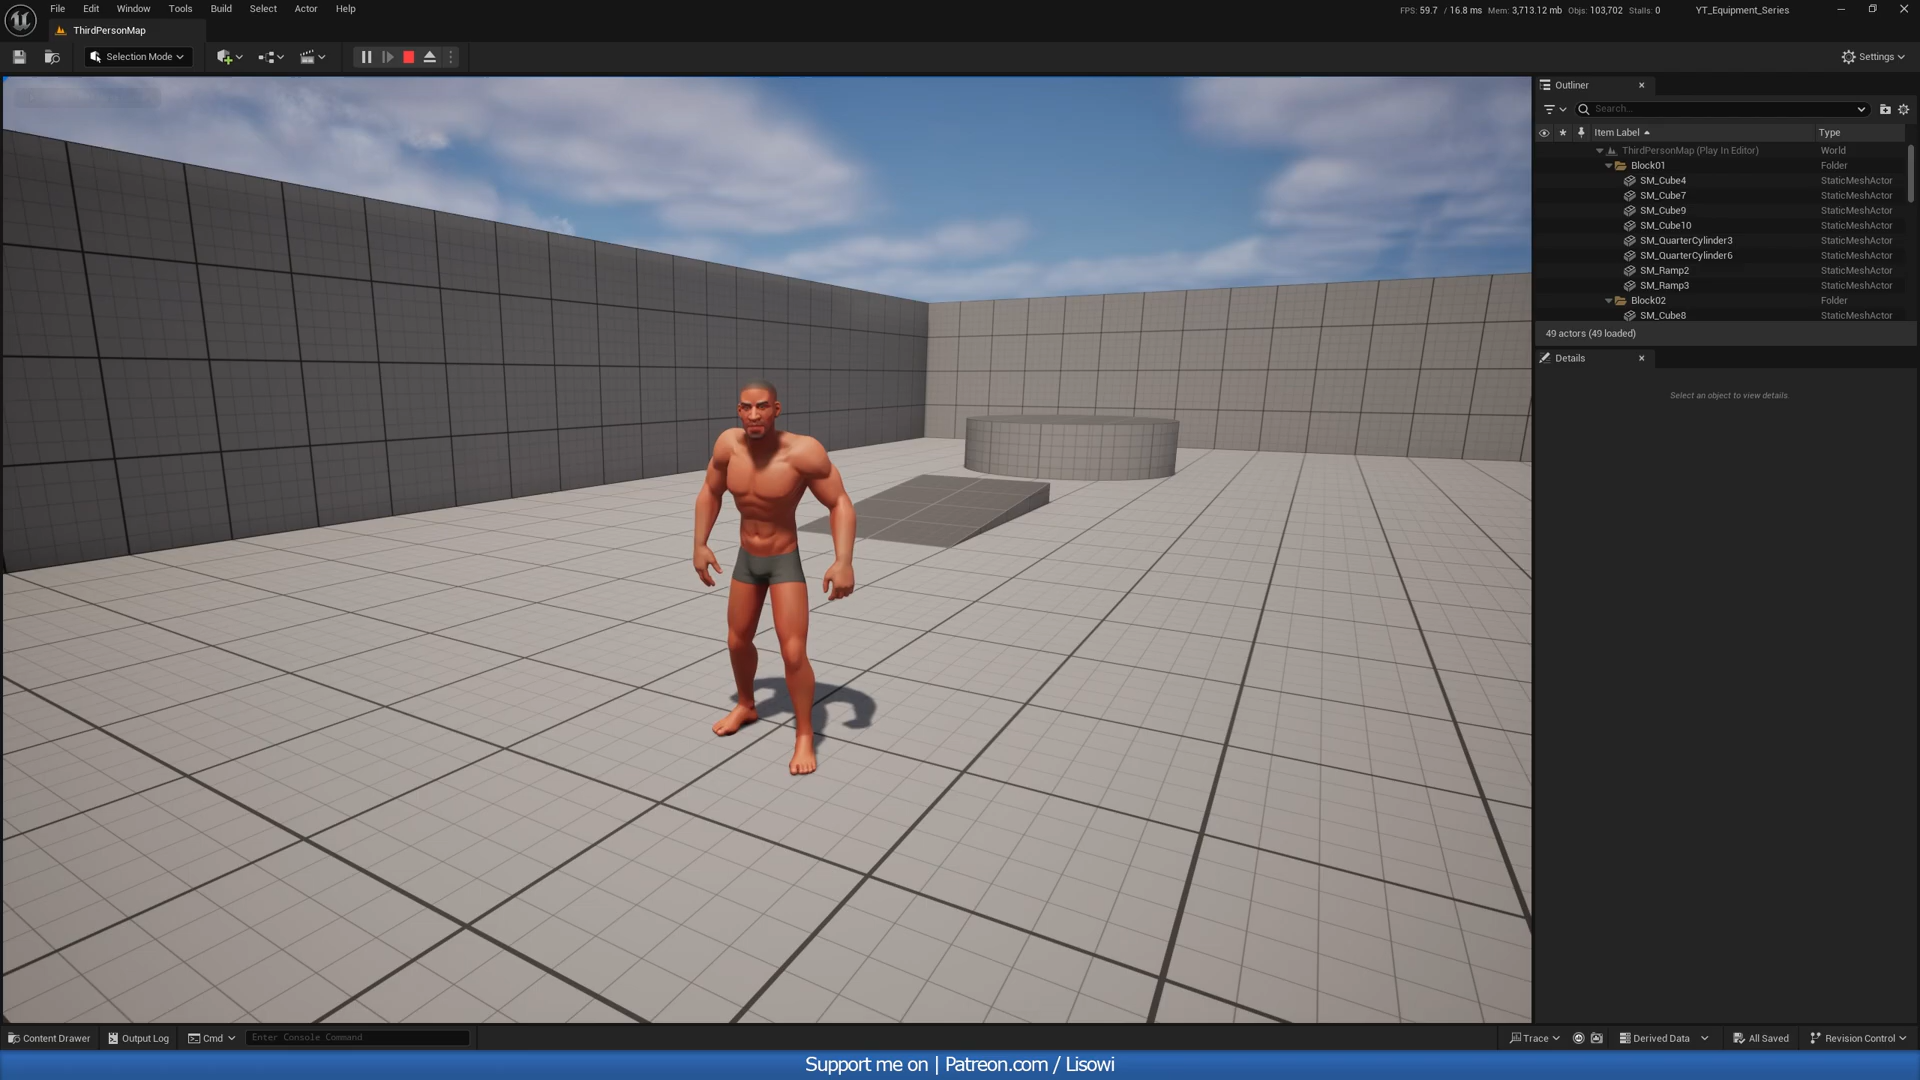 File Edit Window Tools Build Select Actor Help
FPS: 59.7 / 16.8 ms Mem: 3,713.12 mb Objs: 103,702 Stalls: 0 YT_Equipment_Series
ThirdPersonMap
Selection Mode
Settings
Outliner
Search...
Item Label Type
ThirdPersonMap (Play In Editor) World
Block01 Folder
SM_Cube4 StaticMeshActor
SM_Cube7 StaticMeshActor
SM_Cube9 StaticMeshActor
SM_Cube10 StaticMeshActor
SM_QuarterCylinder3 StaticMeshActor
SM_QuarterCylinder6 StaticMeshActor
SM_Ramp2 StaticMeshActor
SM_Ramp3 StaticMeshActor
Block02 Folder
SM_Cube8 StaticMeshActor
49 actors (49 loaded)
Details
Select an object to view details
Content Drawer Output Log Cmd Enter Console Command Trace Derived Data All Saved Revision Control
Support me on | Patreon.com / Lisowi